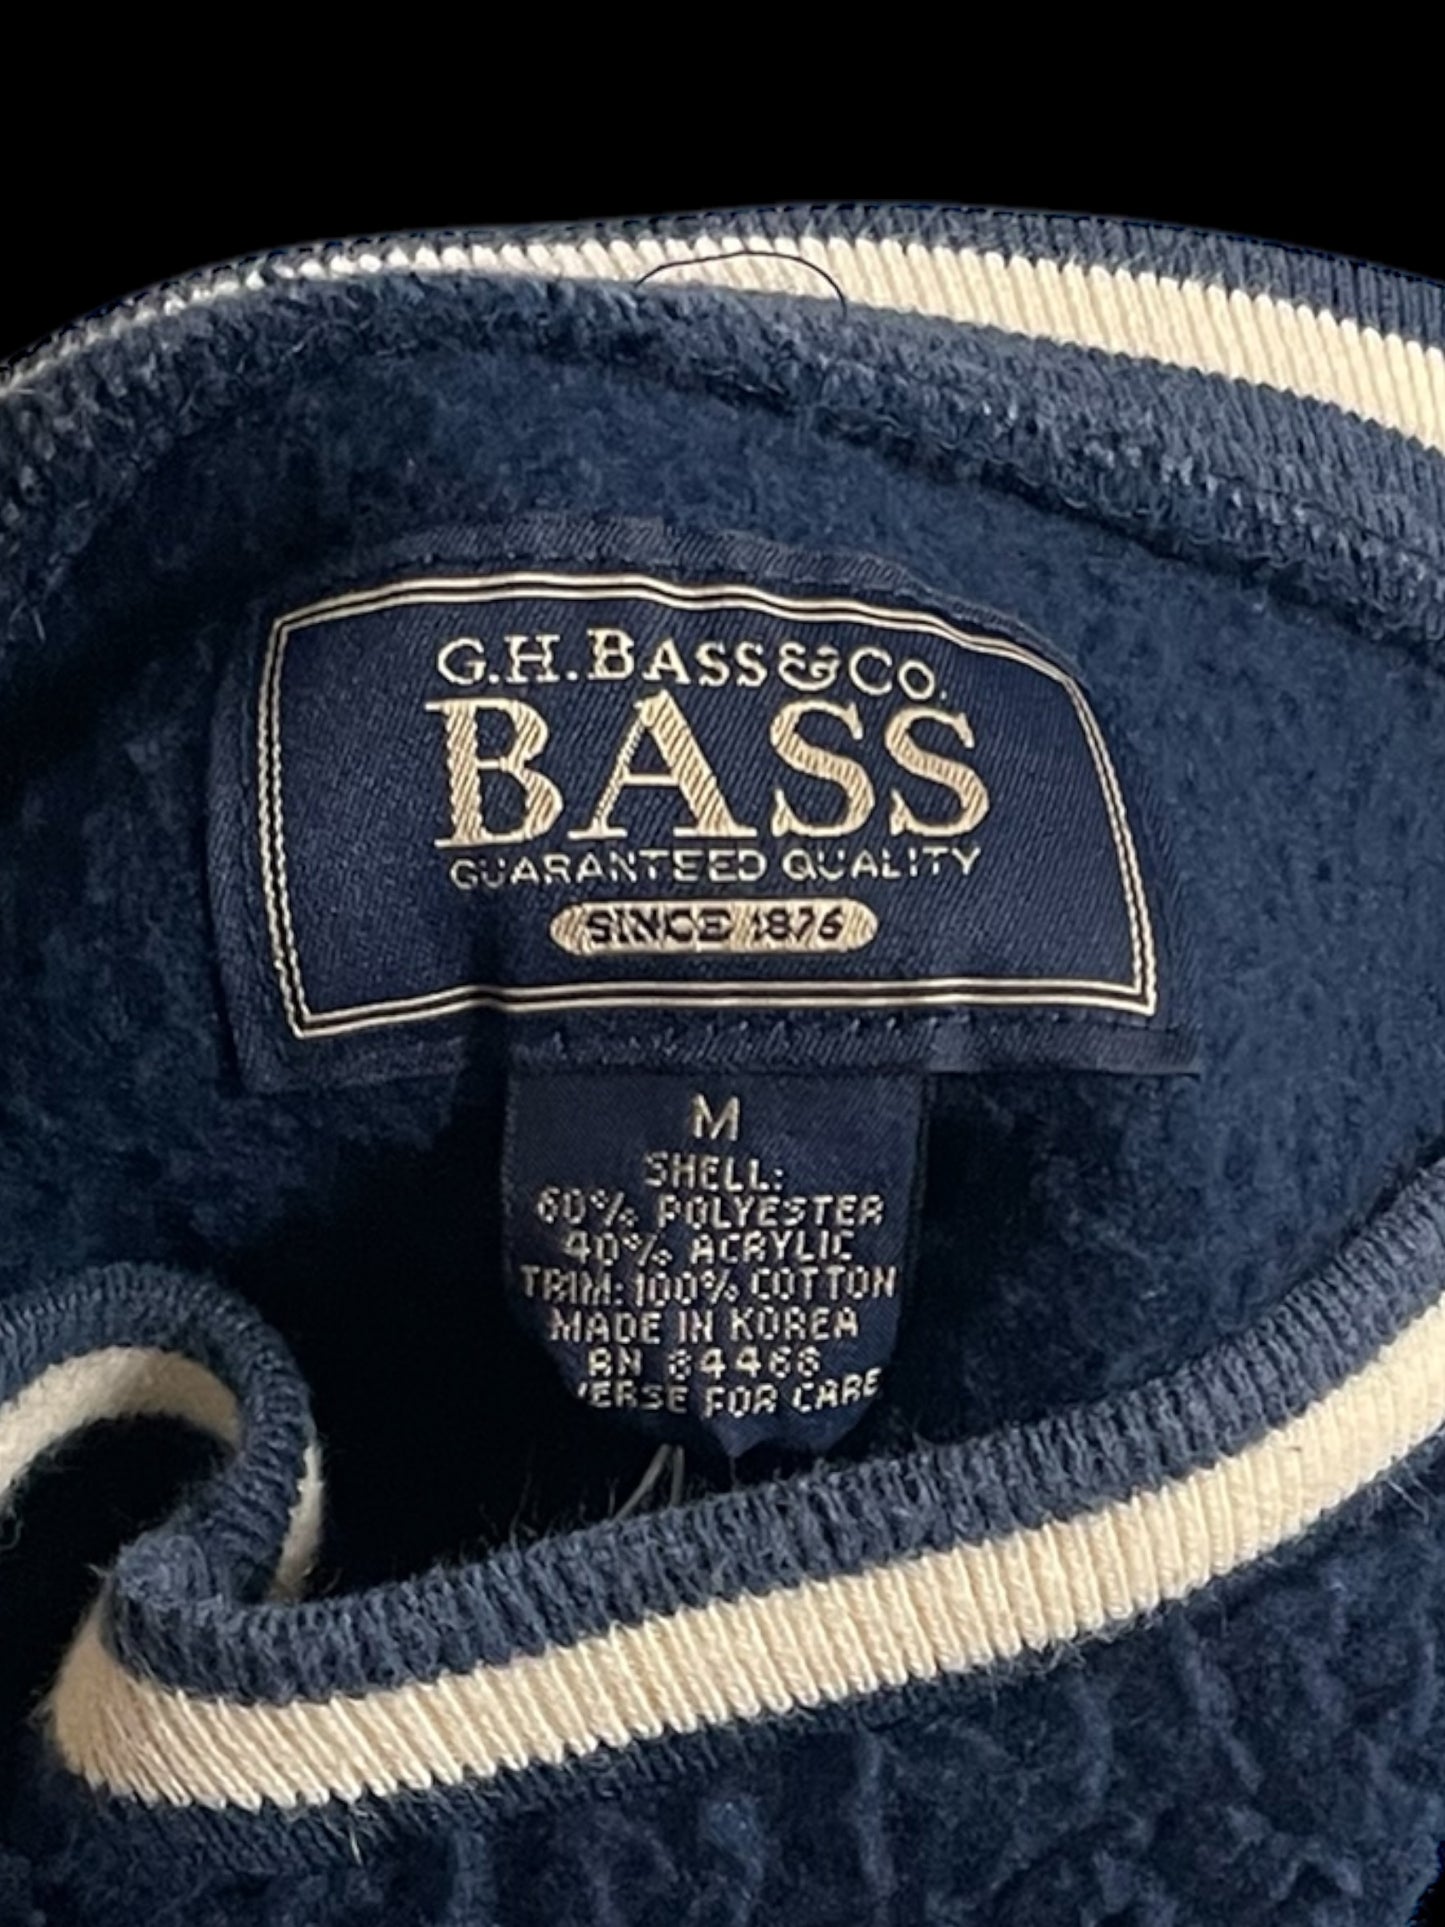 G.H.BASS&CO.
BASS
GUARANTEED QUALITY
SINCE 1876
M
SHELL:
60% POLYESTER
40% ACRYLIC
TRIM: 100% COTTON
MADE IN KOREA
RN
VERSE FOR CARE